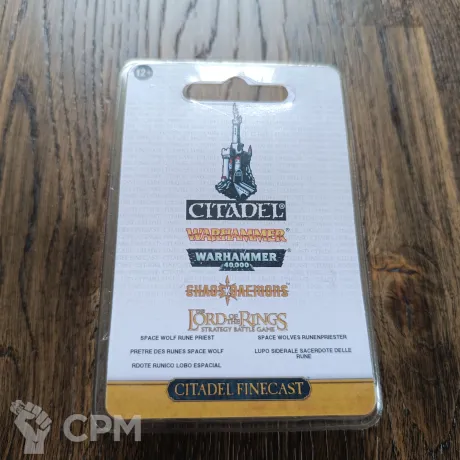 12+
CITADEL®
WARHAMMER
WARHAMMER
40,000
CHAOS DAEMONS
THE LORD OF THE RINGS
STRATEGY BATTLE GAME
SPACE WOLF RUNE PRIEST
SPACE WOLVES RUNENPRIESTER
PRETRE DES RUNES SPACE WOLF
LUPO SIDERALE SACERDOTE DELLE
RUNE
RDOTE RUNICO LOBO ESPACIAL
CITADEL FINECAST
CPM